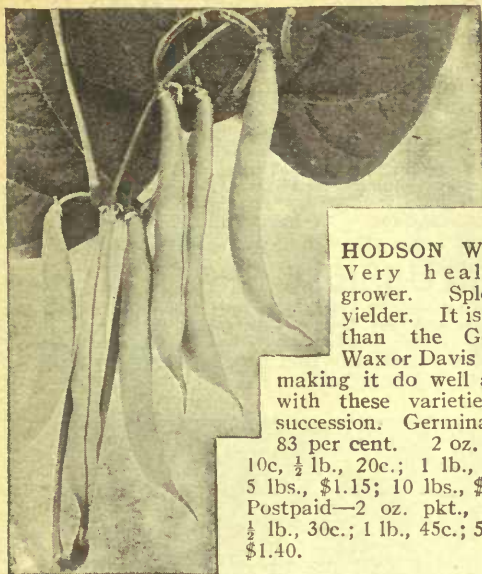 HODSON W
Very heal
grower. Sple
yielder. It is
than the G
Wax or Davis
making it do well a
with these varietie
succession. Germina
83 per cent. 2 oz.
10c, ½ lb., 20c.; 1 lb.,
5 lbs., $1.15; 10 lbs., $
Postpaid—2 oz. pkt.,
½ lb., 30c.; 1 lb., 45c.; 5
$1.40.